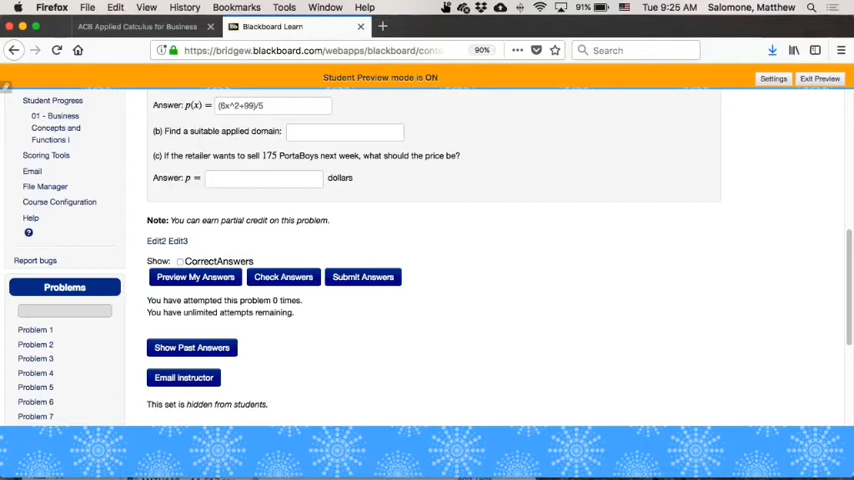 Firefox File Edit View History Bookmarks Tools Window Help 91% Tue 9:25 AM Salomone, Matthew
ACB Applied Calculus for Business × Bb Blackboard Learn × +
https://bridgew.blackboard.com/webapps/blackboard/conte 90% Search
Student Preview mode is ON Settings Exit Preview
Student Progress
01 - Business
Concepts and
Functions I
Scoring Tools
Email
File Manager
Course Configuration
Help
?
Report bugs
Problems
Problem 1
Problem 2
Problem 3
Problem 4
Problem 5
Problem 6
Problem 7
Answer: p(x) = (6x^2+99)/5
(b) Find a suitable applied domain:
(c) If the retailer wants to sell 175 PortaBoys next week, what should the price be?
Answer: p = dollars
Note: You can earn partial credit on this problem.
Edit2 Edit3
Show: CorrectAnswers
Preview My Answers Check Answers Submit Answers
You have attempted this problem 0 times.
You have unlimited attempts remaining.
Show Past Answers
Email instructor
This set is hidden from students.